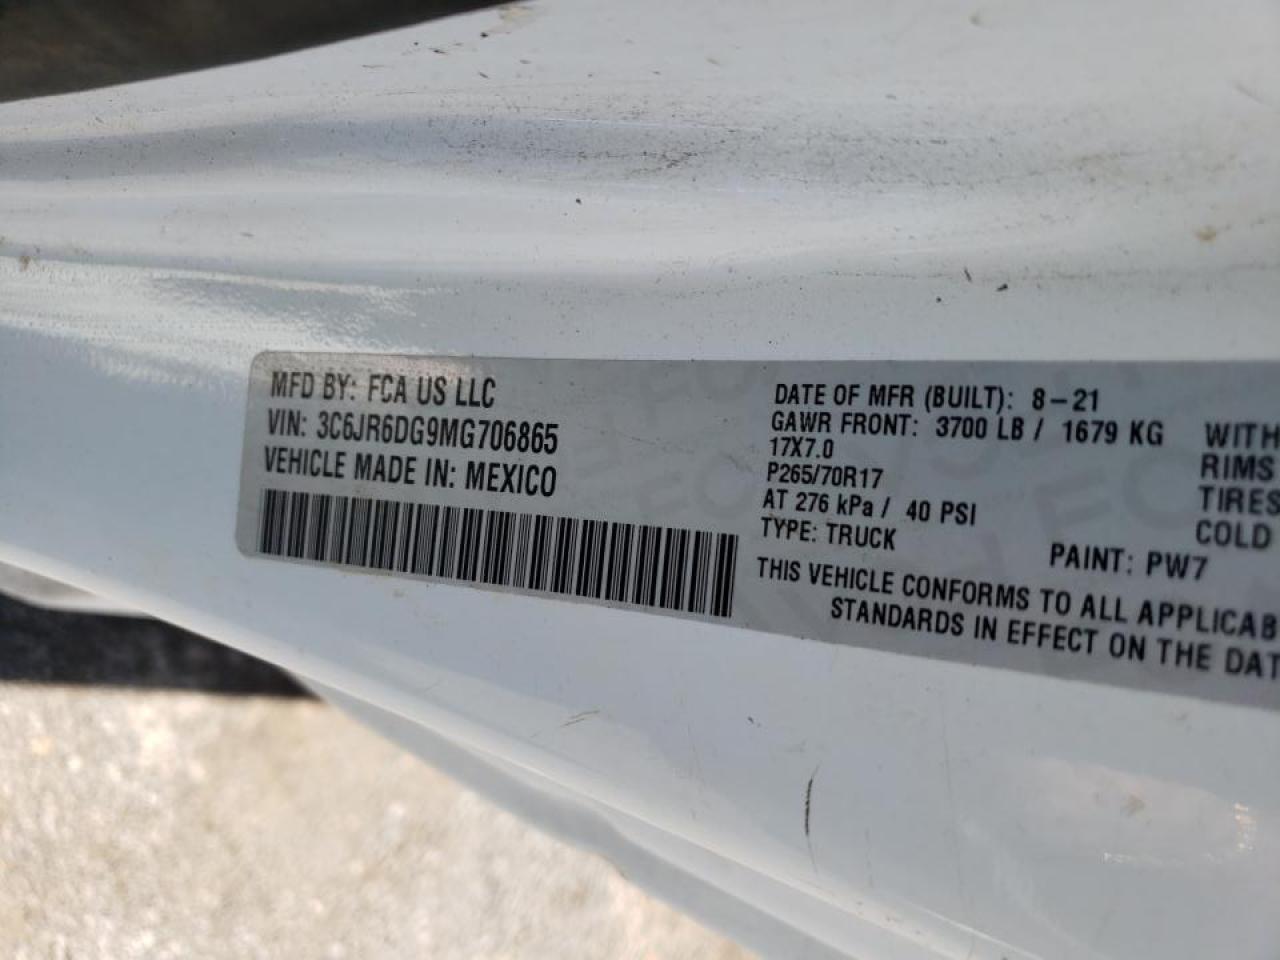 MFD BY: FCA US LLC
VIN: 3C6JR6DG9MG706865
VEHICLE MADE IN: MEXICO
DATE OF MFR (BUILT): 8-21
GAWR FRONT: 3700 LB / 1679 KG WITH
17X7.0 RIMS
P265/70R17 TIRES
AT 276 kPa / 40 PSI COLD
TYPE: TRUCK
PAINT: PW7
THIS VEHICLE CONFORMS TO ALL APPLICAB
STANDARDS IN EFFECT ON THE DAT